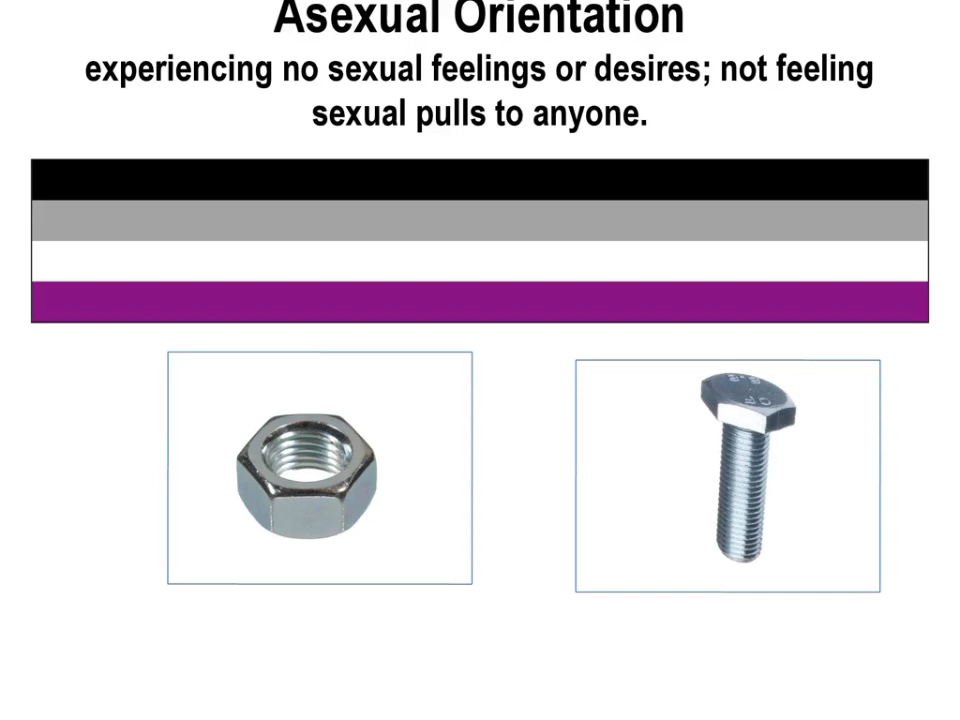 Asexual Orientation
experiencing no sexual feelings or desires; not feeling
sexual pulls to anyone.